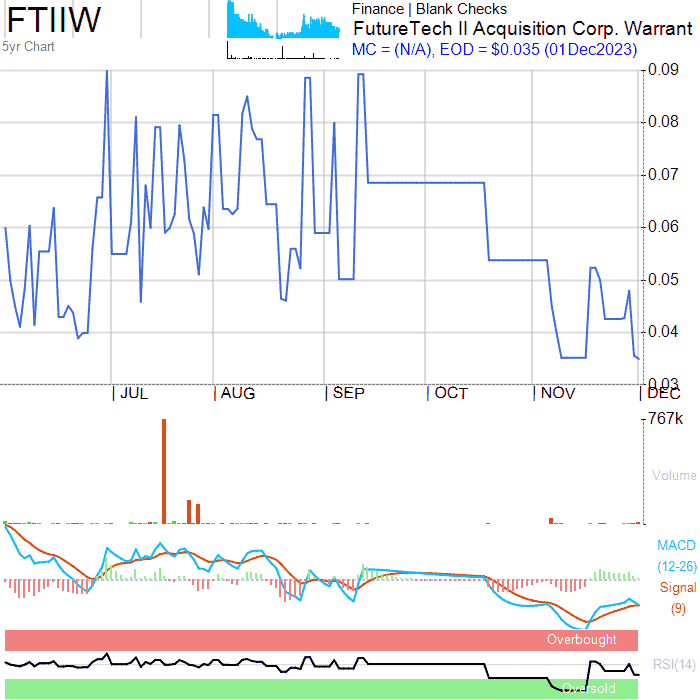 FTIIW
5yr Chart
Finance | Blank Checks
FutureTech II Acquisition Corp. Warrant
MC = (N/A), EOD = $0.035 (01Dec2023)
0.09
0.08
0.07
0.06
0.05
0.04
0.03
JUL AUG SEP OCT NOV DEC
767k
Volume
MACD
(12-26)
Signal
(9)
Overbought
RSI(14)
Oversold